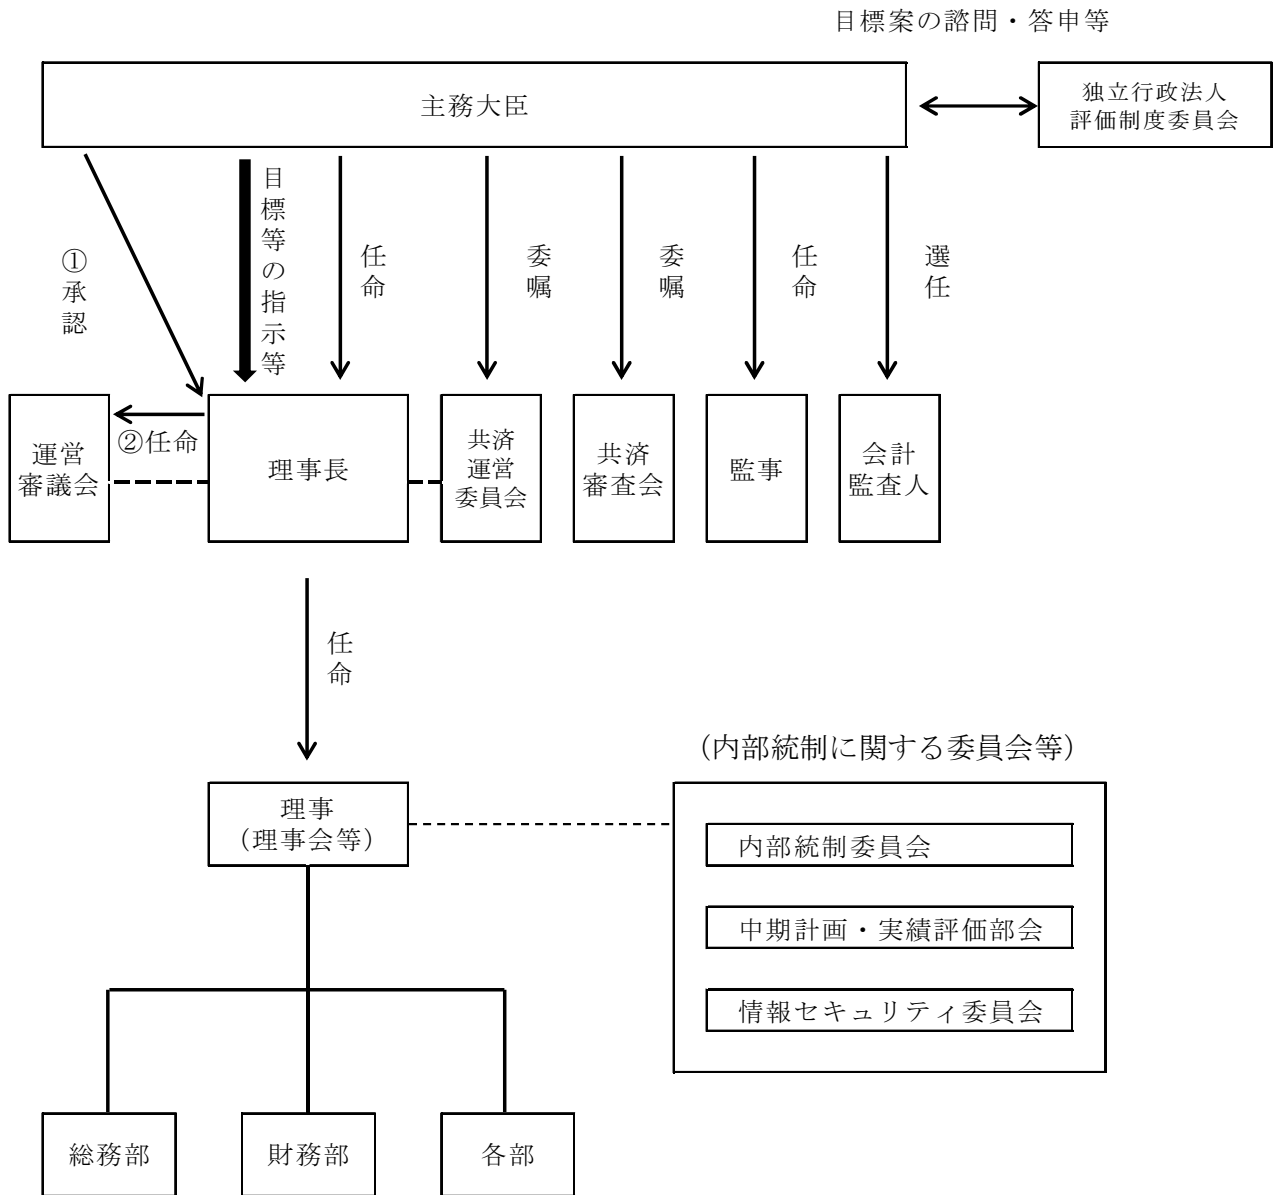 目標案の諮問・答申等
主務大臣
独立行政法人
評価制度委員会
①承認
目標等の指示等
任命
委嘱
委嘱
任命
選任
②任命
運営
審議会
理事長
共済
運営
委員会
共済
審査会
監事
会計
監査人
任命
(内部統制に関する委員会等)
理事
(理事会等)
内部統制委員会
中期計画・実績評価部会
情報セキュリティ委員会
総務部
財務部
各部